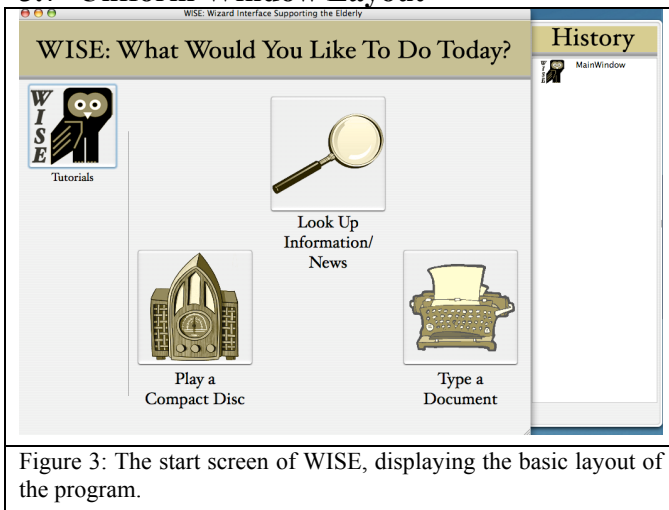 WISE: Wizard Interface Supporting the Elderly
WISE: What Would You Like To Do Today?
History
WISE
MainWindow
WISE
Tutorials
Look Up
Information/
News
Play a
Compact Disc
Type a
Document
Figure 3: The start screen of WISE, displaying the basic layout of
the program.